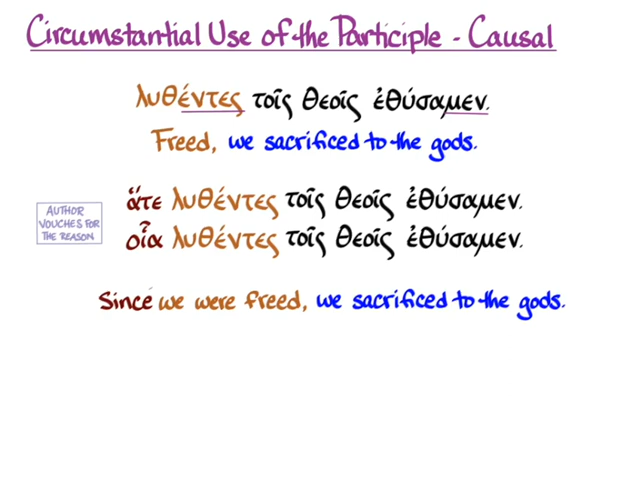 Circumstantial Use of the Participle - Causal
λυθέντες τοῖς θεοῖς ἐθύσαμεν.
Freed, we sacrificed to the gods.
AUTHOR
VOUCHES FOR
THE REASON
ἅτε λυθέντες τοῖς θεοῖς ἐθύσαμεν.
οἷα λυθέντες τοῖς θεοῖς ἐθύσαμεν.
Since we were freed, we sacrificed to the gods.